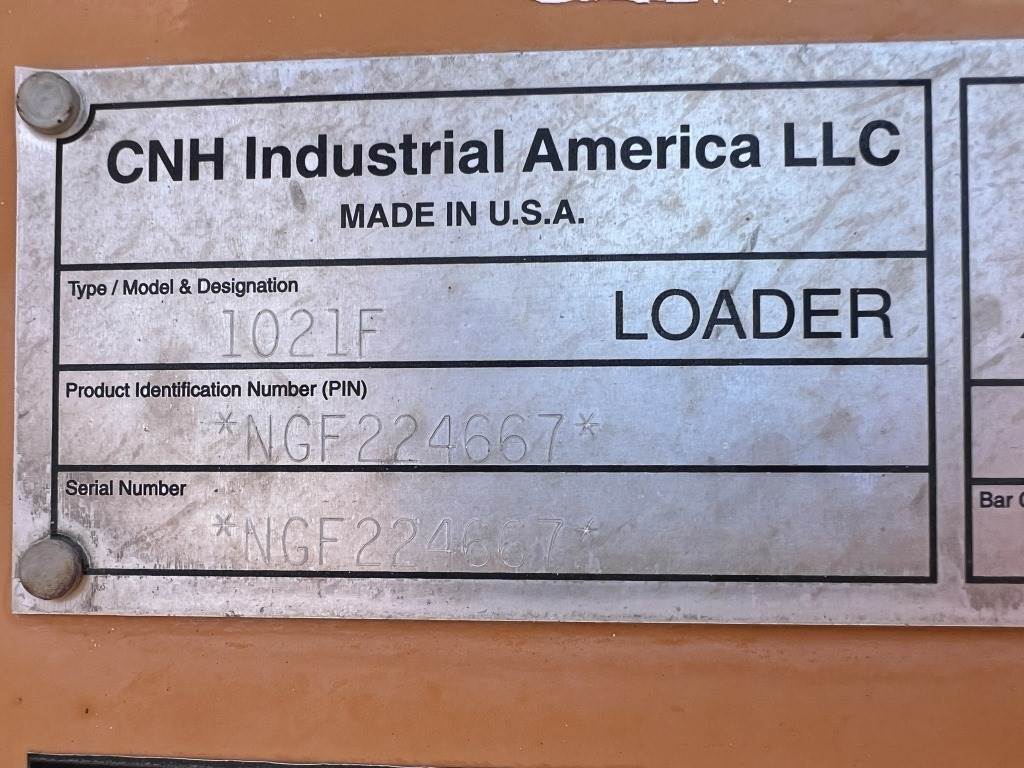 CNH Industrial America LLC
MADE IN U.S.A.
Type / Model & Designation
1021F
LOADER
Product Identification Number (PIN)
*NGF224667*
Serial Number
*NGF224667*
Bar